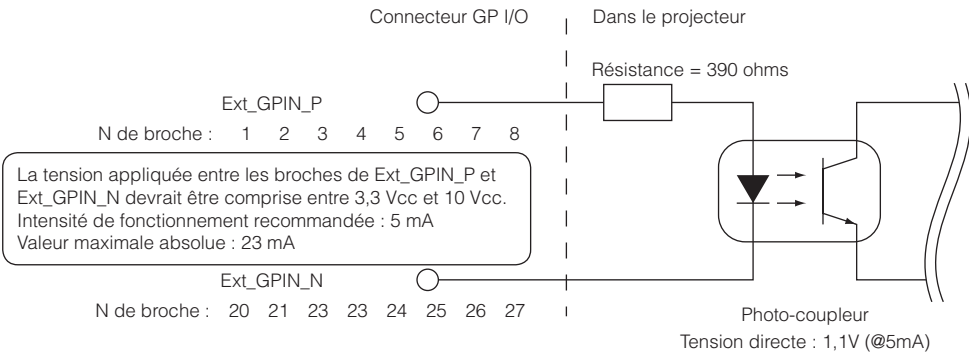 Connecteur GP I/O
Dans le projecteur
Résistance = 390 ohms
Ext_GPIN_P
N de broche : 1 2 3 4 5 6 7 8
La tension appliquée entre les broches de Ext_GPIN_P et
Ext_GPIN_N devrait être comprise entre 3,3 Vcc et 10 Vcc.
Intensité de fonctionnement recommandée : 5 mA
Valeur maximale absolue : 23 mA
Ext_GPIN_N
N de broche : 20 21 23 23 24 25 26 27
Photo-coupleur
Tension directe : 1,1V (@5mA)